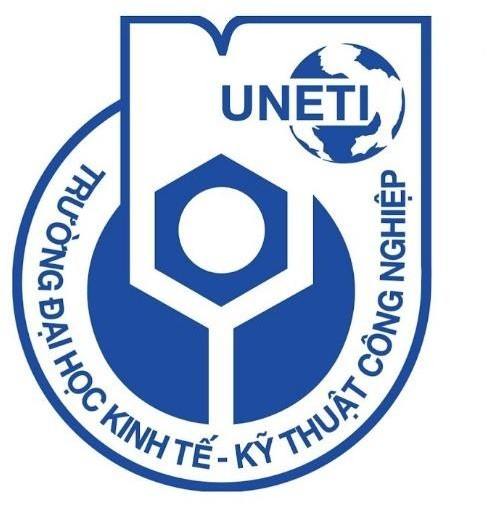 UNETI
TRƯỜNG ĐẠI HỌC KINH TẾ - KỸ THUẬT CÔNG NGHIỆP